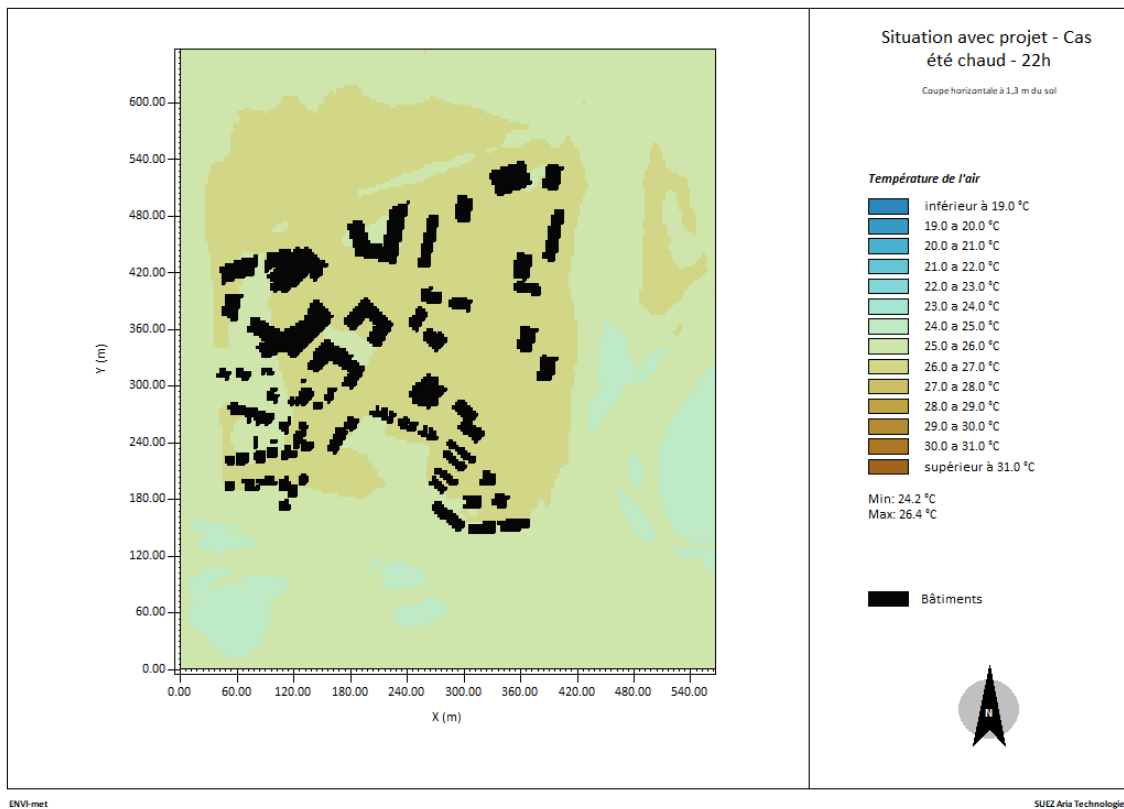 Situation avec projet - Cas
été chaud - 22h
Coupe horizontale à 1,3 m du sol
600.00
540.00
480.00
420.00
360.00
300.00
240.00
180.00
120.00
60.00
0.00
Y (m)
0.00 60.00 120.00 180.00 240.00 300.00 360.00 420.00 480.00 540.00
X (m)
Température de l'air
inférieur à 19.0 °C
19.0 a 20.0 °C
20.0 a 21.0 °C
21.0 a 22.0 °C
22.0 a 23.0 °C
23.0 a 24.0 °C
24.0 a 25.0 °C
25.0 a 26.0 °C
26.0 a 27.0 °C
27.0 a 28.0 °C
28.0 a 29.0 °C
29.0 a 30.0 °C
30.0 a 31.0 °C
supérieur à 31.0 °C
Min: 24.2 °C
Max: 26.4 °C
Bâtiments
N
ENVI-met
SUEZ Aria Technologie